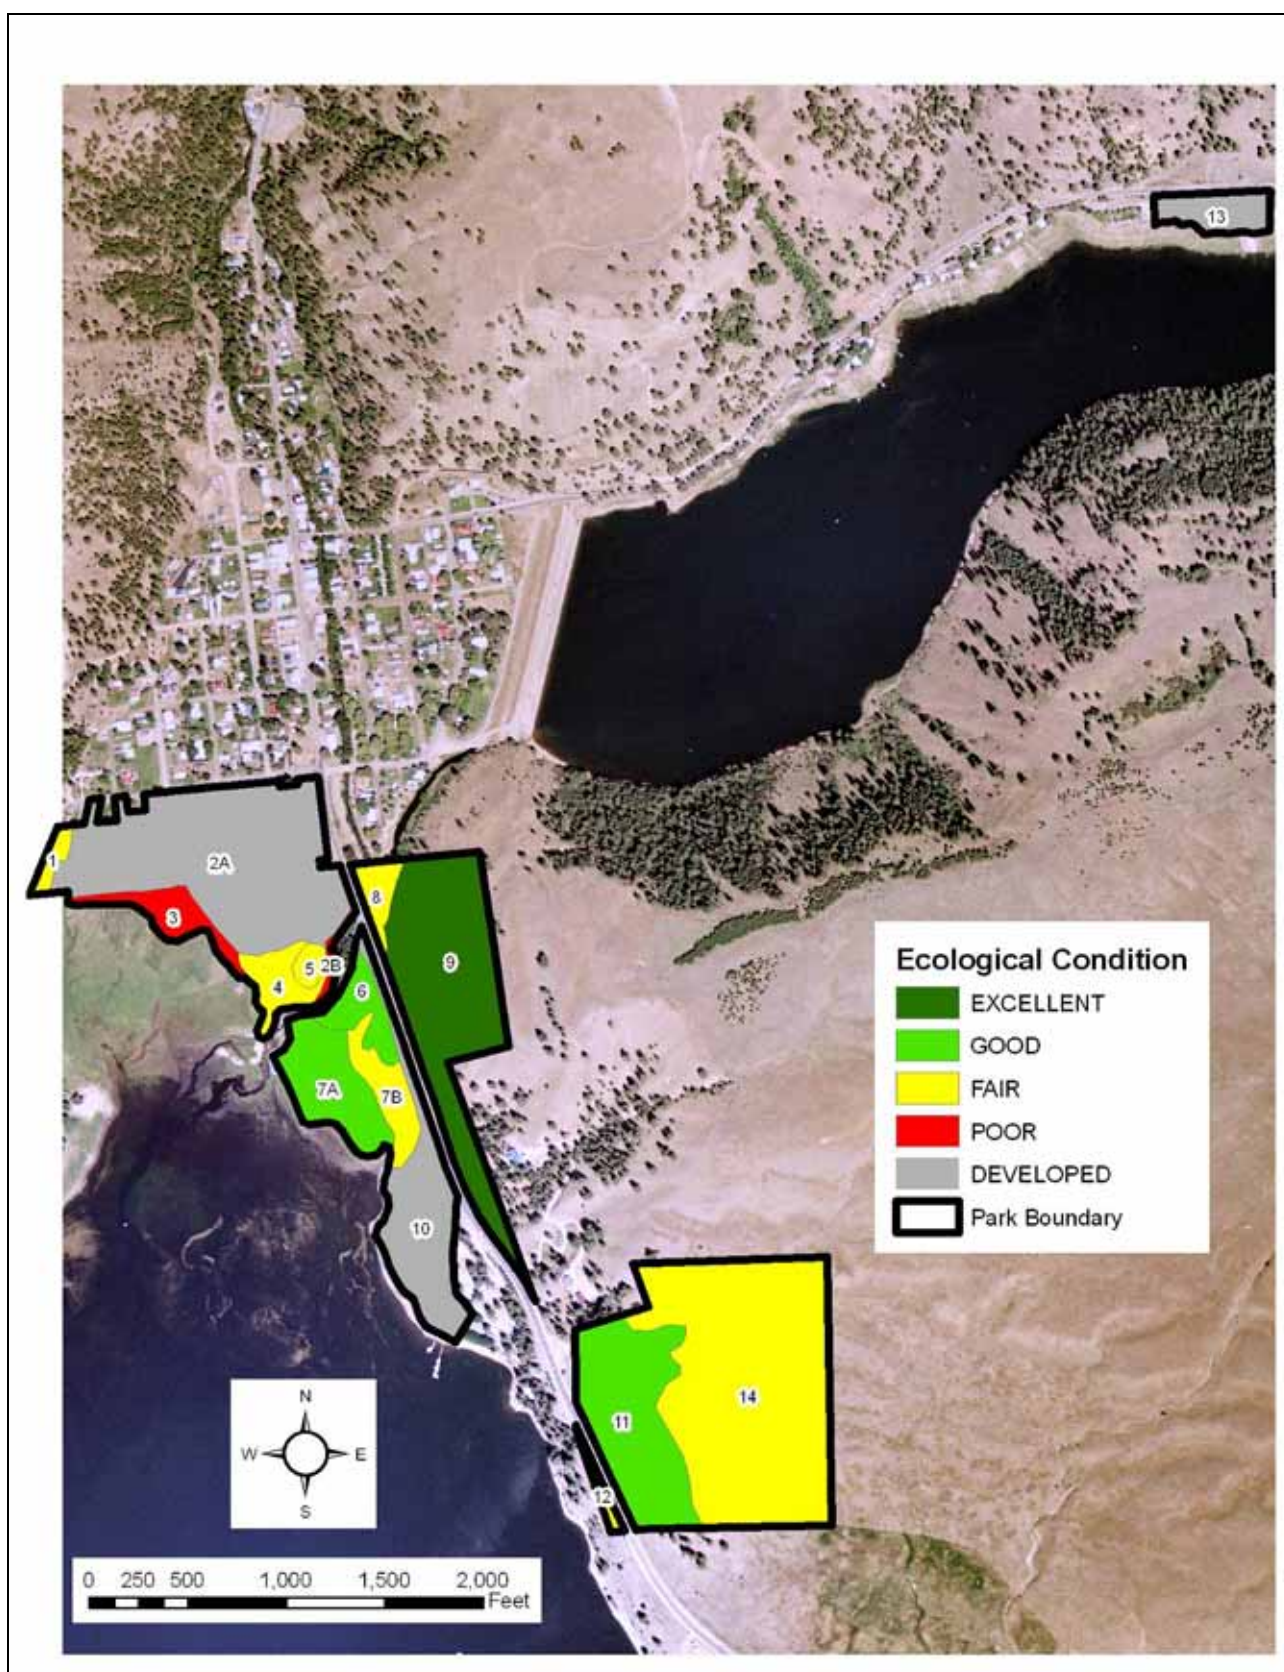 13
1
2A
3
8
9
5
2B
4
6
7A
7B
10
Ecological Condition
EXCELLENT
GOOD
FAIR
POOR
DEVELOPED
Park Boundary
14
11
12
N
W
E
S
0 250 500 1,000 1,500 2,000
Feet